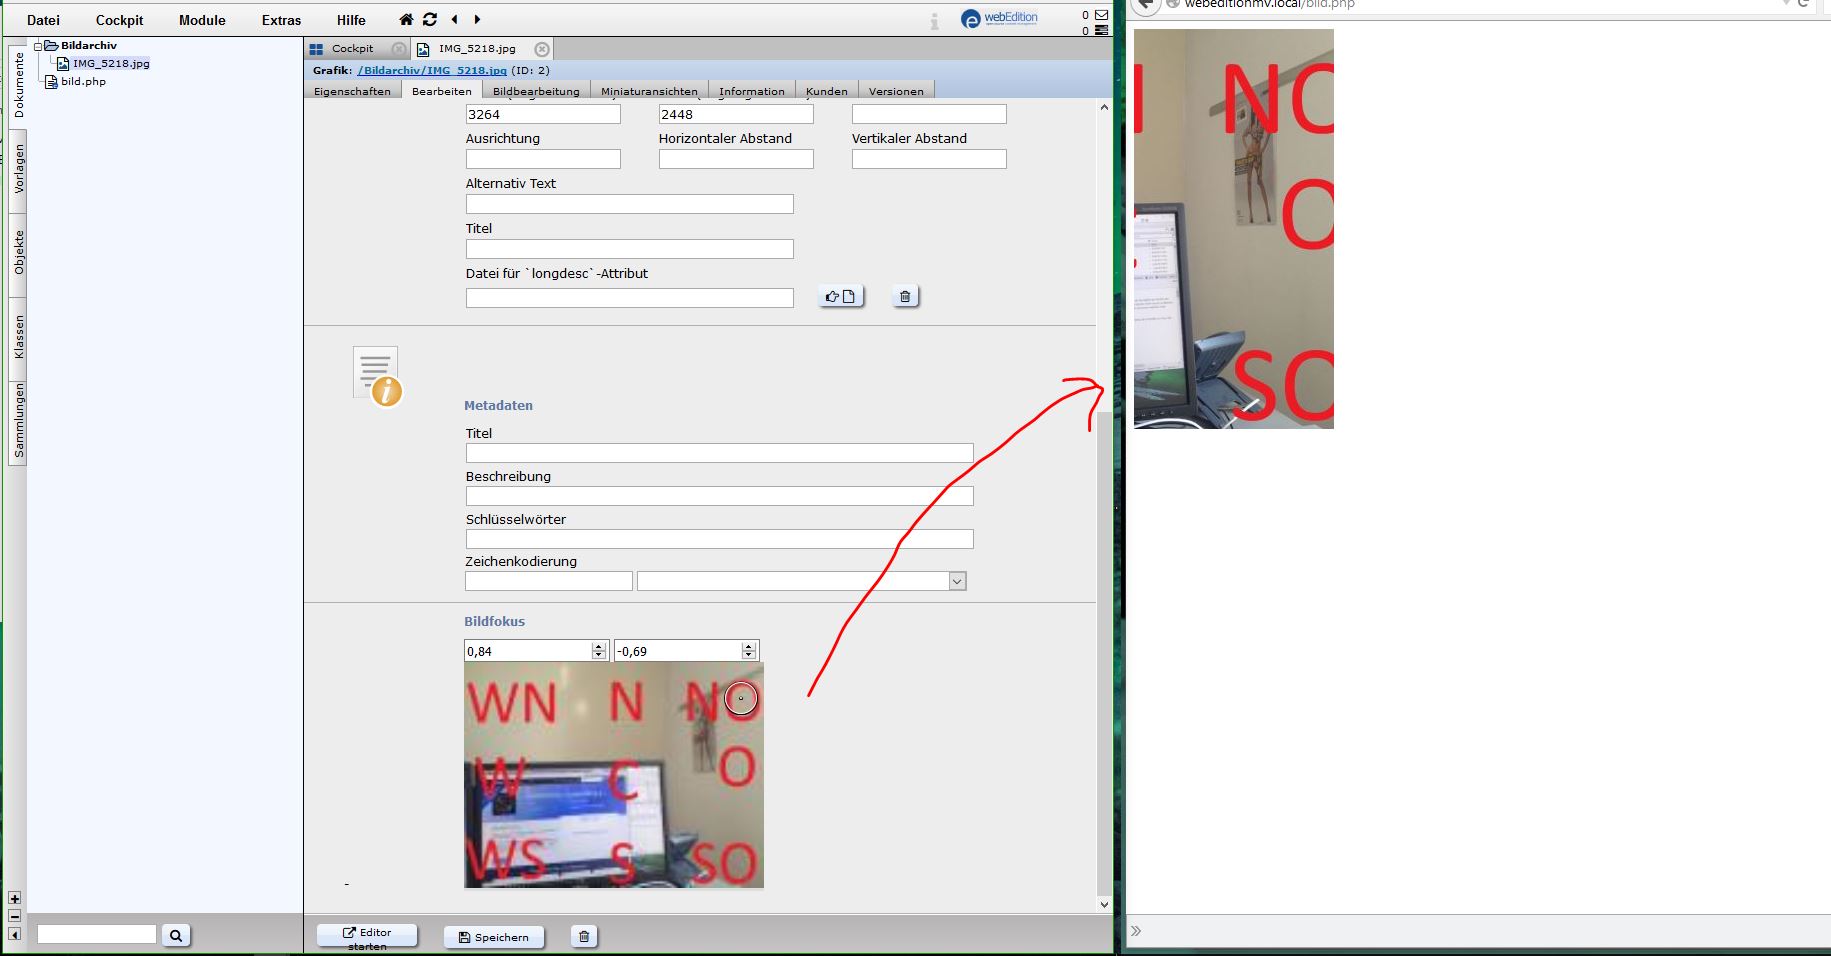 Datei Cockpit Module Extras Hilfe
webEdition
0
0
Cockpit IMG_5218.jpg
Grafik: /Bildarchiv/IMG_5218.jpg (ID: 2)
Eigenschaften Bearbeiten Bildbearbeitung Miniaturansichten Information Kunden Versionen
Dokumente
Vorlagen
Objekte
Klassen
Sammlungen
Bildarchiv
IMG_5218.jpg
bild.php
3264 2448
Ausrichtung Horizontaler Abstand Vertikaler Abstand
Alternativ Text
Titel
Datei für `longdesc`-Attribut
Metadaten
Titel
Beschreibung
Schlüsselwörter
Zeichenkodierung
Bildfokus
0,84 -0,69
WN N NO
W C O
WS S SO
-
Editor starten Speichern
webeditionmv.local/bild.php
NO
O
SO
»